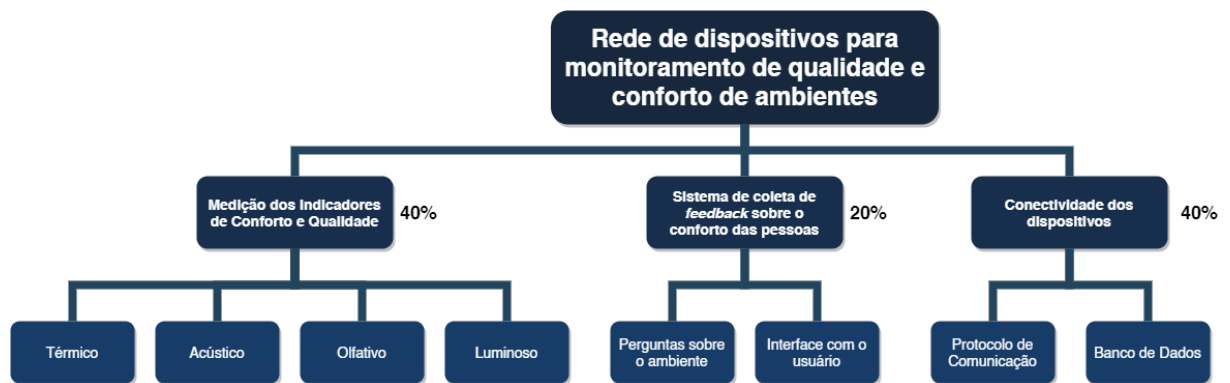 Rede de dispositivos para
monitoramento de qualidade e
conforto de ambientes
Medição dos Indicadores
de Conforto e Qualidade
40%
Sistema de coleta de
feedback sobre o
conforto das pessoas
20%
Conectividade dos
dispositivos
40%
Térmico
Acústico
Olfativo
Luminoso
Perguntas sobre
o ambiente
Interface com o
usuário
Protocolo de
Comunicação
Banco de Dados